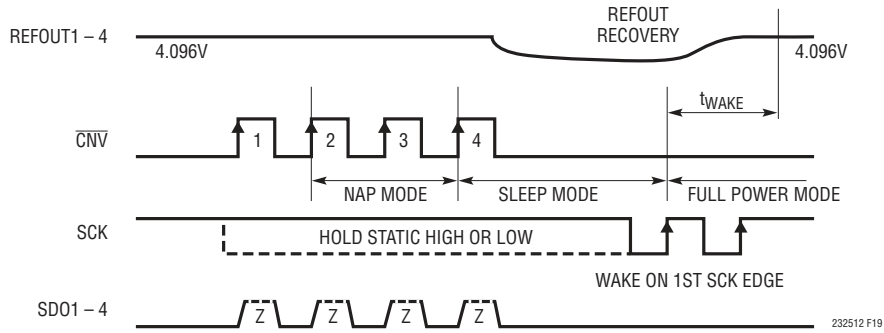 REFOUT
RECOVERY
REFOUT1 – 4
4.096V
4.096V
tWAKE
CNV
1
2
3
4
NAP MODE
SLEEP MODE
FULL POWER MODE
SCK
HOLD STATIC HIGH OR LOW
WAKE ON 1ST SCK EDGE
SDO1 – 4
Z
Z
Z
Z
232512 F19